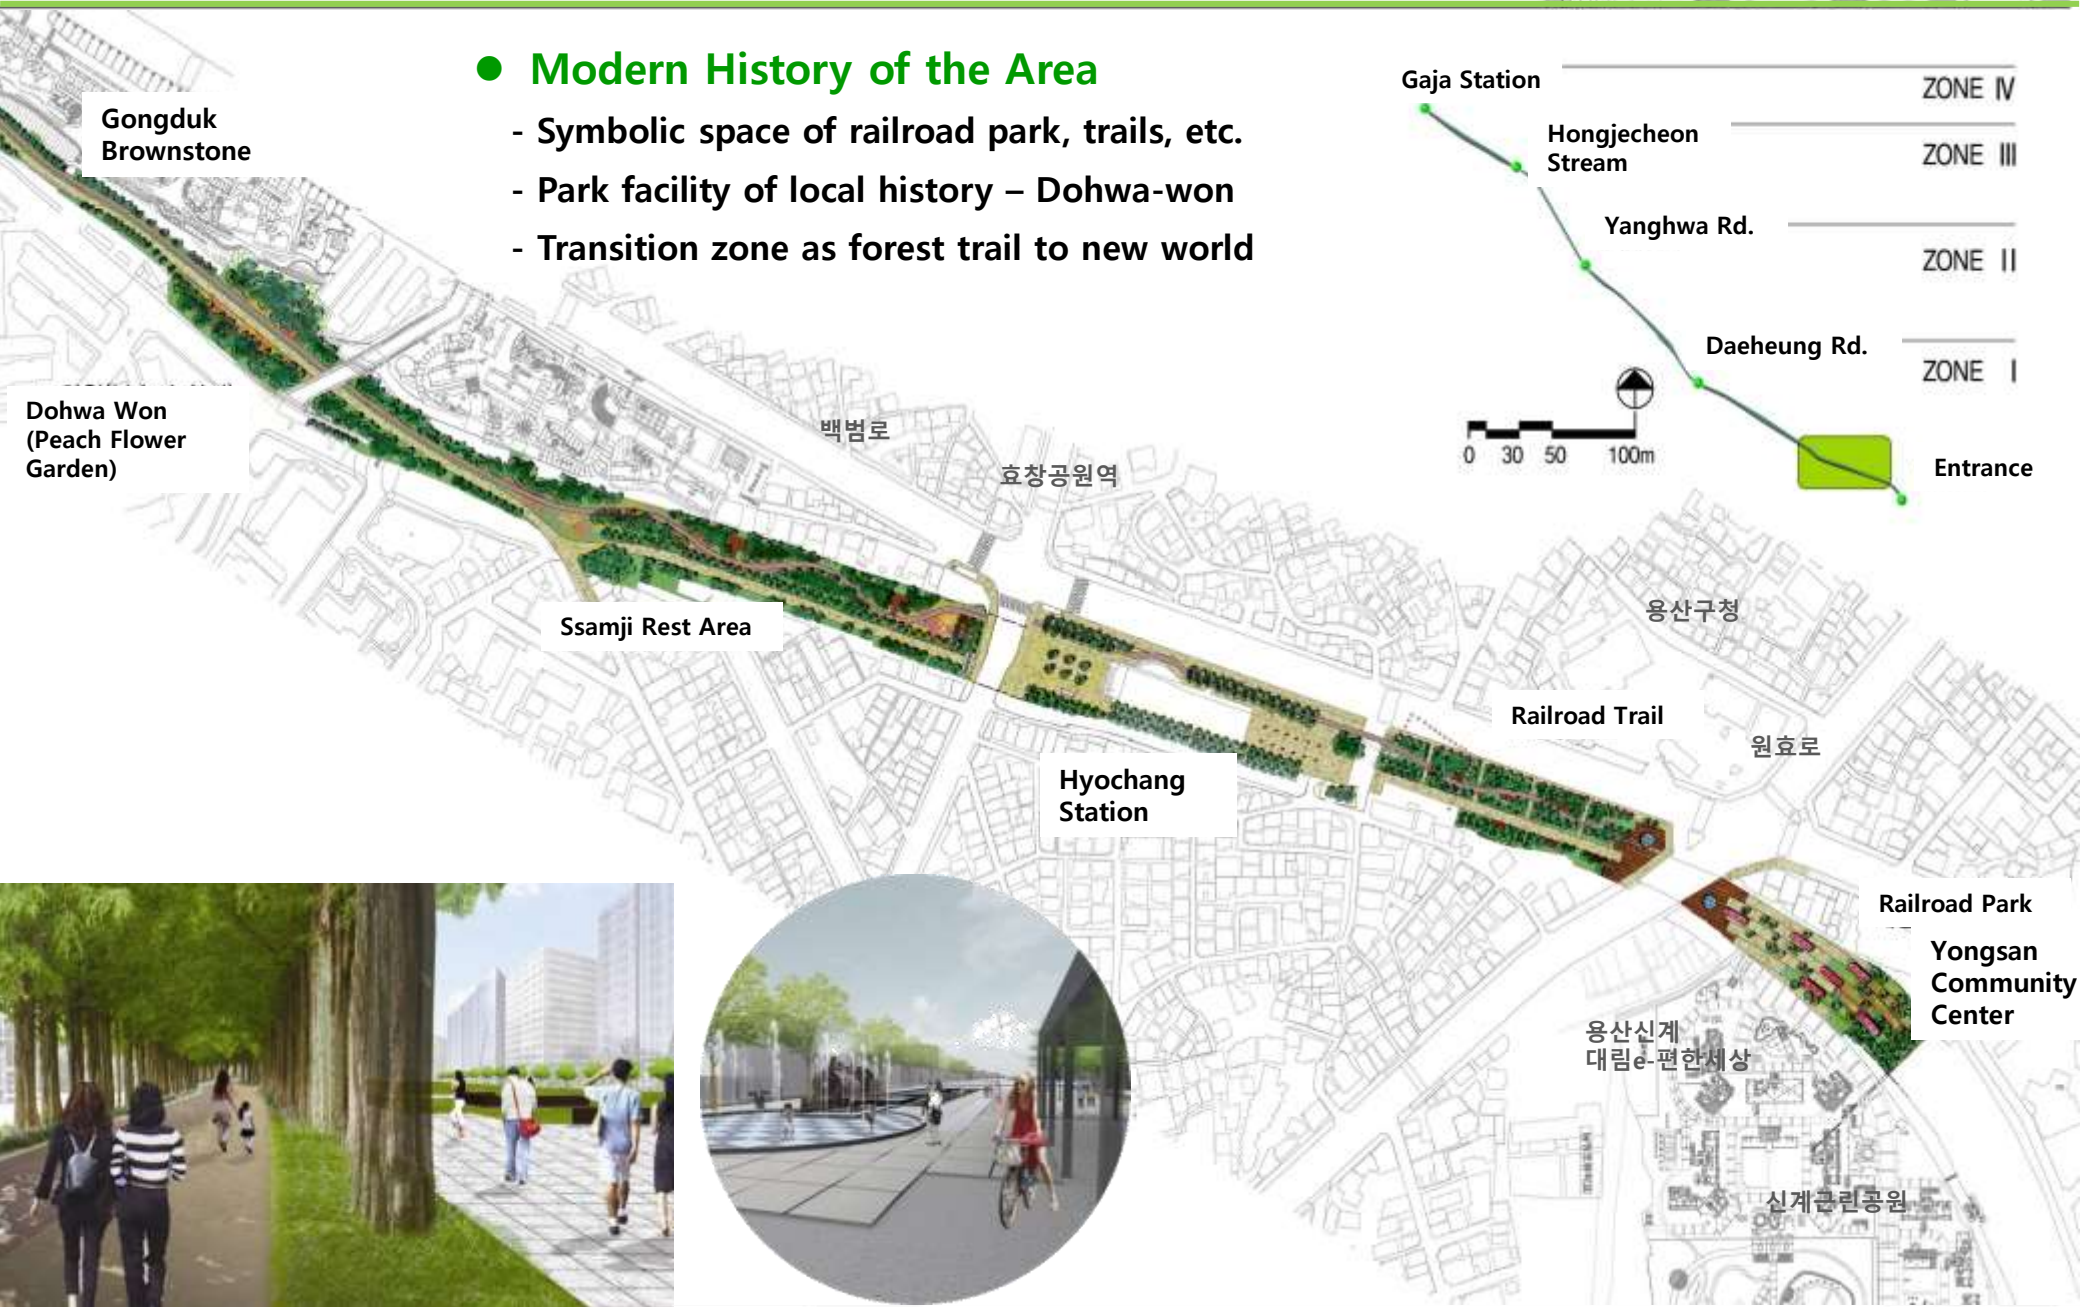 ● Modern History of the Area
- Symbolic space of railroad park, trails, etc.
- Park facility of local history – Dohwa-won
- Transition zone as forest trail to new world
Gaja Station
ZONE Ⅳ
Hongjecheon
Stream
ZONE Ⅲ
Yanghwa Rd.
ZONE Ⅱ
Daeheung Rd.
ZONE Ⅰ
Entrance
0 30 50 100m
Gongduk
Brownstone
Dohwa Won
(Peach Flower
Garden)
백범로
효창공원역
Ssamji Rest Area
용산구청
Railroad Trail
원효로
Hyochang
Station
Railroad Park
Yongsan
Community
Center
용산신계
대림e-편한세상
신계근린공원